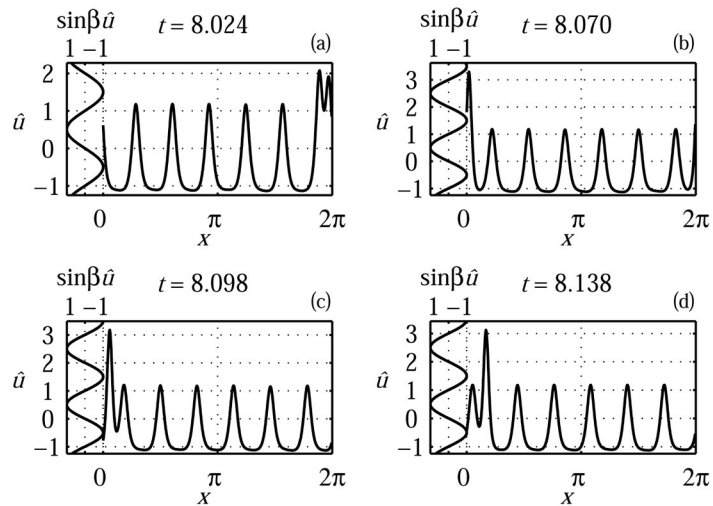 sinβû t = 8.024 (a)
1 −1
2
1
û
0
−1
0 π 2π
x
sinβû t = 8.070 (b)
1 −1
3
2
1
û
0
−1
0 π 2π
x
sinβû t = 8.098 (c)
1 −1
3
2
û
1
0
−1
0 π 2π
x
sinβû t = 8.138 (d)
1 −1
3
2
û
1
0
−1
0 π 2π
x